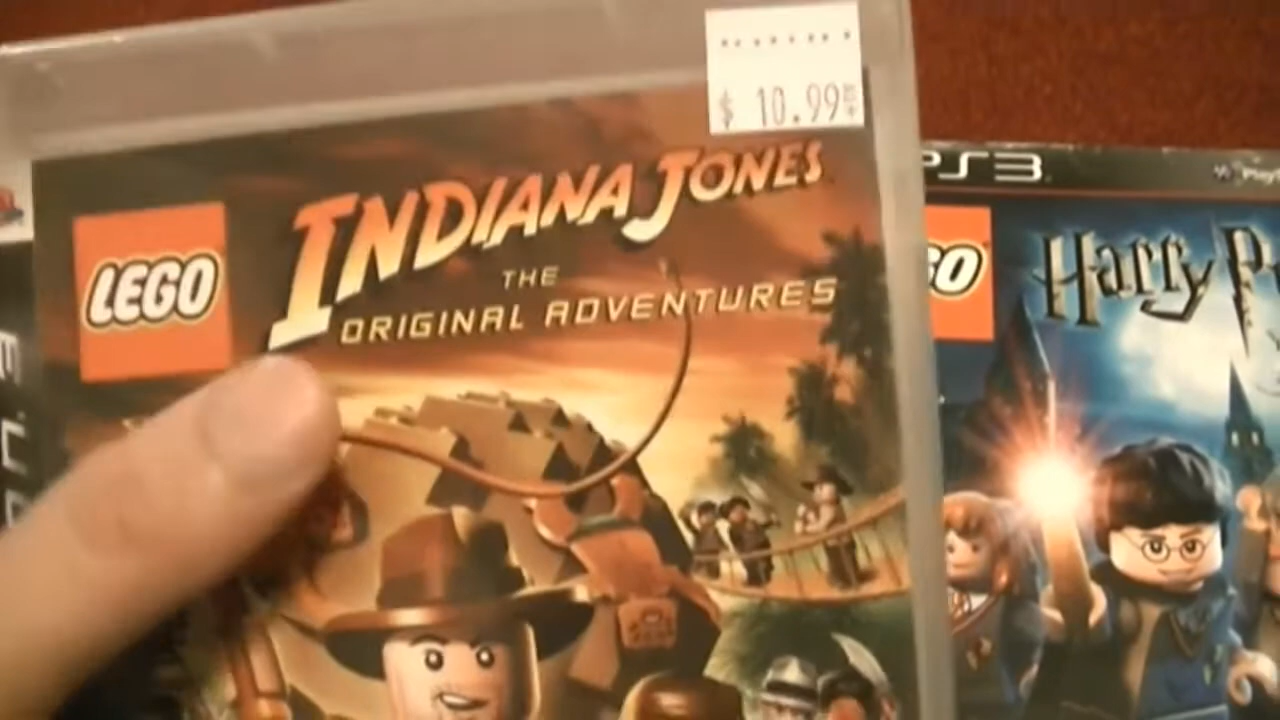 $ 10.99
LEGO
INDIANA JONES
THE
ORIGINAL ADVENTURES
PS3
GO
Harry P